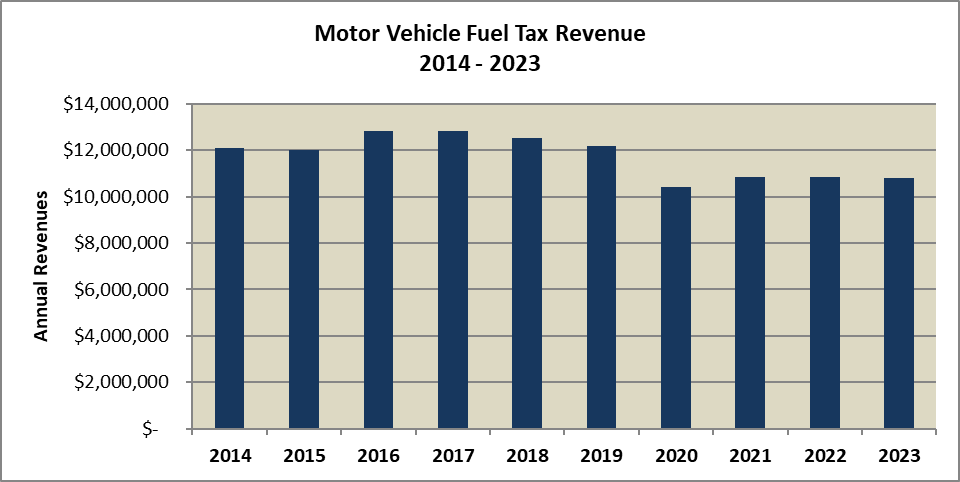 Motor Vehicle Fuel Tax Revenue
2014 - 2023
Annual Revenues
$14,000,000
$12,000,000
$10,000,000
$8,000,000
$6,000,000
$4,000,000
$2,000,000
$-
2014 2015 2016 2017 2018 2019 2020 2021 2022 2023